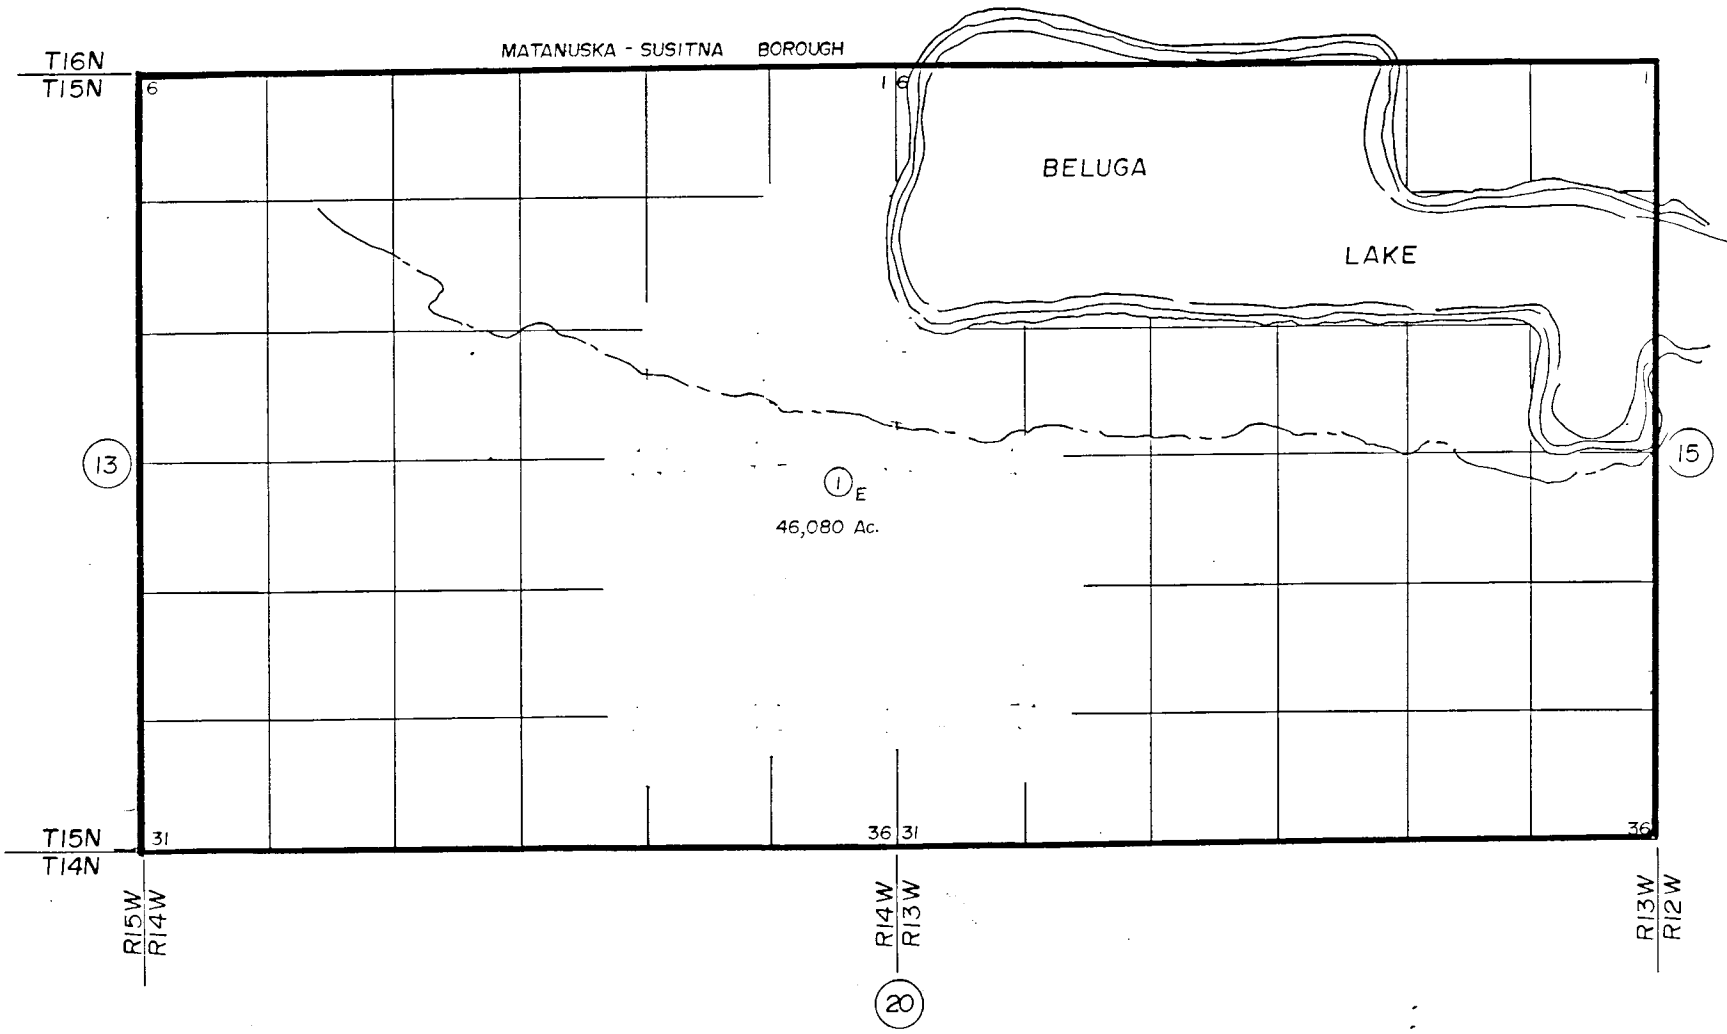 MATANUSKA - SUSITNA BOROUGH
T16N
T15N
6
1 6
1
BELUGA
LAKE
13
15
1 E
46,080 Ac.
31
36 31
36
T15N
T14N
R15W
R14W
R14W
R13W
R13W
R12W
20